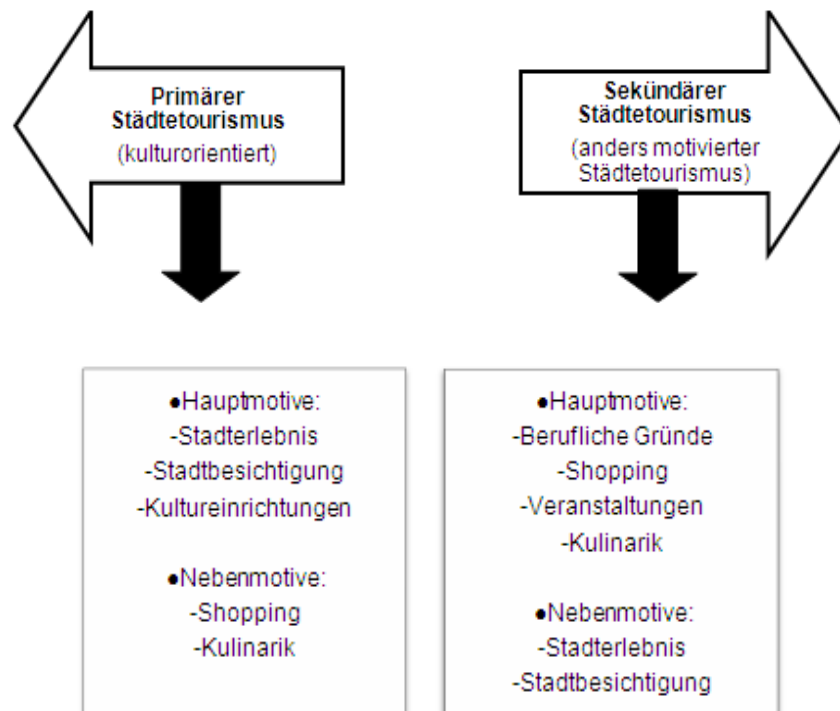 Primärer
Städtetourismus
(kulturorientiert)
Sekündärer
Städtetourismus
(anders motivierter
Städtetourismus)
●Hauptmotive:
-Stadterlebnis
-Stadtbesichtigung
-Kultureinrichtungen
●Nebenmotive:
-Shopping
-Kulinarik
●Hauptmotive:
-Berufliche Gründe
-Shopping
-Veranstaltungen
-Kulinarik
●Nebenmotive:
-Stadterlebnis
-Stadtbesichtigung